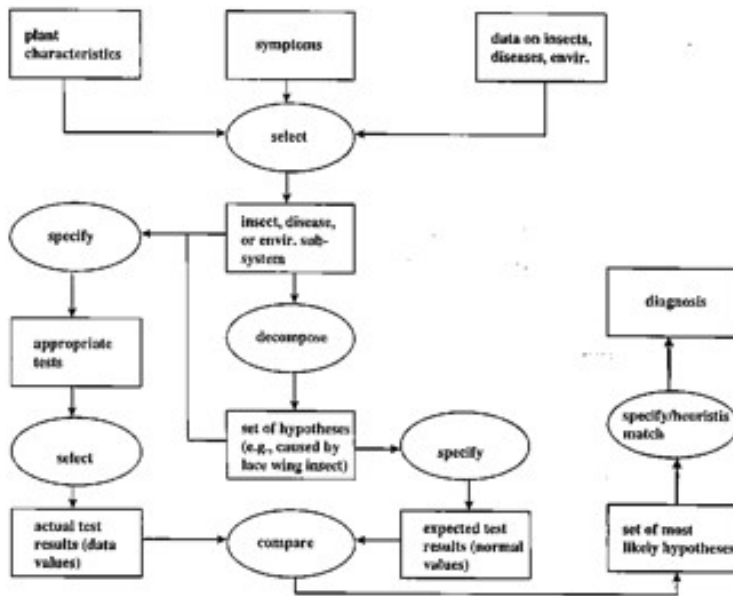 plant
characteristics
symptoms
data on insects,
diseases, envir.
select
specify
insect, disease,
or envir. sub-
system
diagnosis
decompose
appropriate
tests
specify/heuristis
match
set of hypotheses
(e.g., caused by
lace wing insect)
specify
select
actual test
results (data
values)
compare
expected test
results (normal
values)
set of most
likely hypotheses